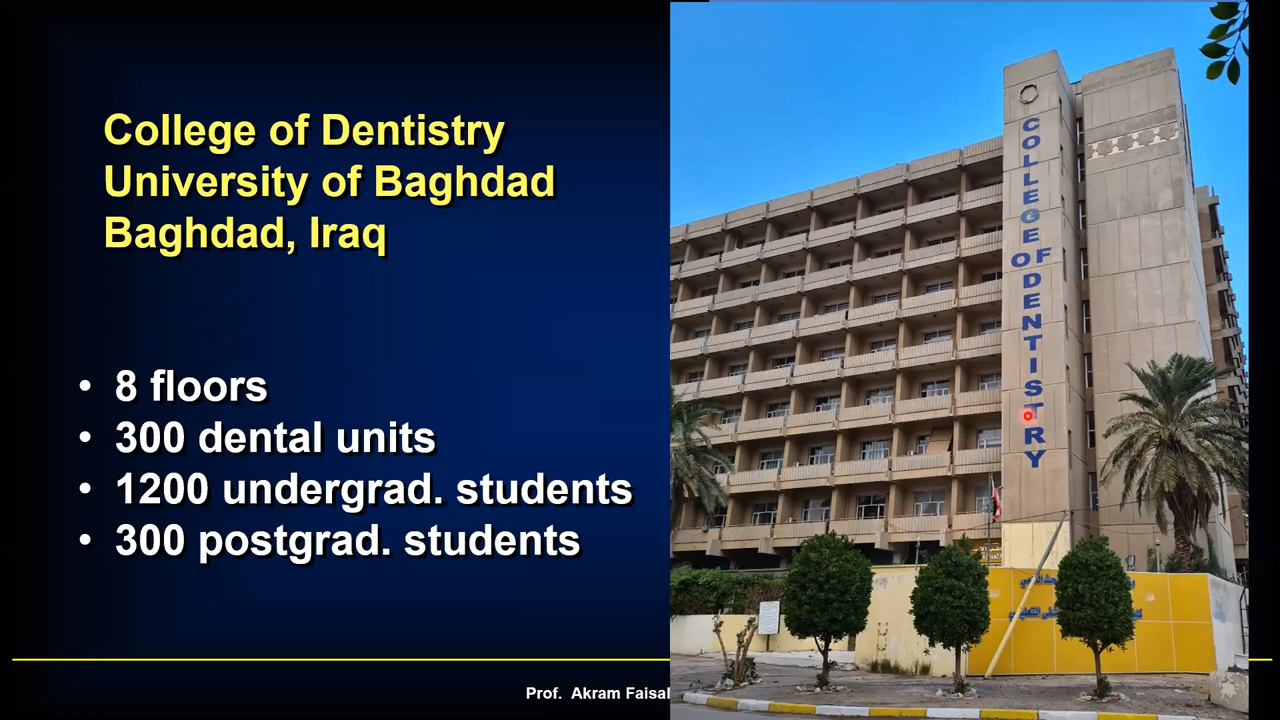 College of Dentistry
University of Baghdad
Baghdad, Iraq
• 8 floors
• 300 dental units
• 1200 undergrad. students
• 300 postgrad. students
Prof. Akram Faisal
COLLEGE OF DENTISTRY